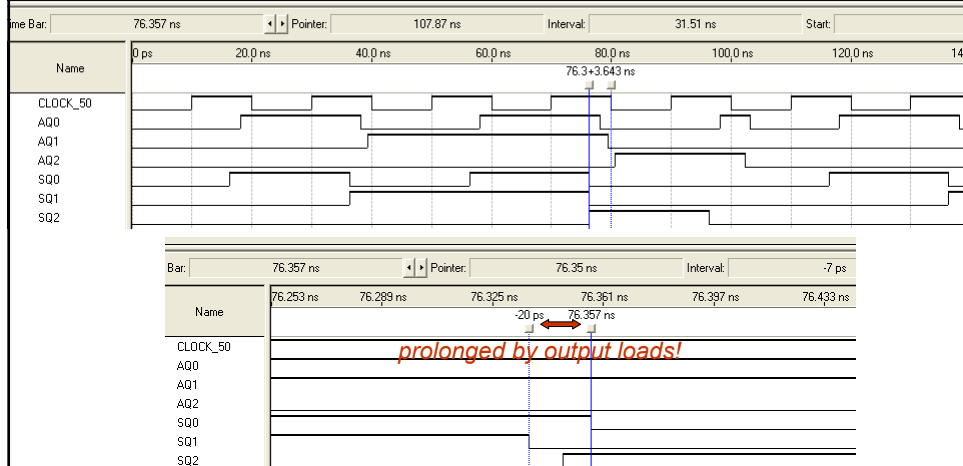 ime Bar: 76.357 ns Pointer: 107.87 ns Interval: 31.51 ns Start:
Name
0 ps 20.0 ns 40.0 ns 60.0 ns 80.0 ns 100.0 ns 120.0 ns 14
76.3+3.643 ns
CLOCK_50
AQ0
AQ1
AQ2
SQ0
SQ1
SQ2
Bar: 76.357 ns Pointer: 76.35 ns Interval: -7 ps
Name
76.253 ns 76.289 ns 76.325 ns 76.361 ns 76.397 ns 76.433 ns
-20 ps 76.357 ns
CLOCK_50
prolonged by output loads!
AQ0
AQ1
AQ2
SQ0
SQ1
SQ2